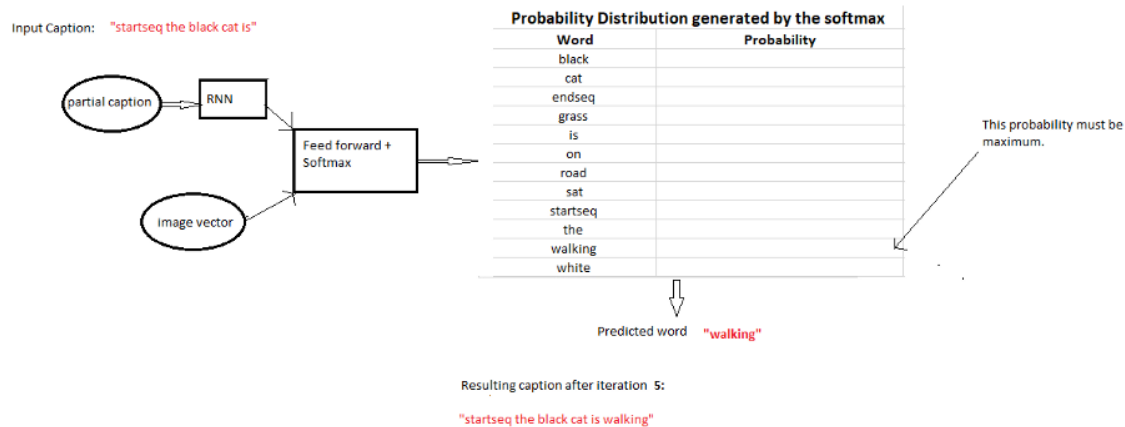 Input Caption: "startseq the black cat is"
Probability Distribution generated by the softmax
Word Probability
black
cat
endseq
grass
is
on
road
sat
startseq
the
walking
white
partial caption
RNN
Feed forward +
Softmax
image vector
This probability must be
maximum.
Predicted word "walking"
Resulting caption after iteration 5:
"startseq the black cat is walking"